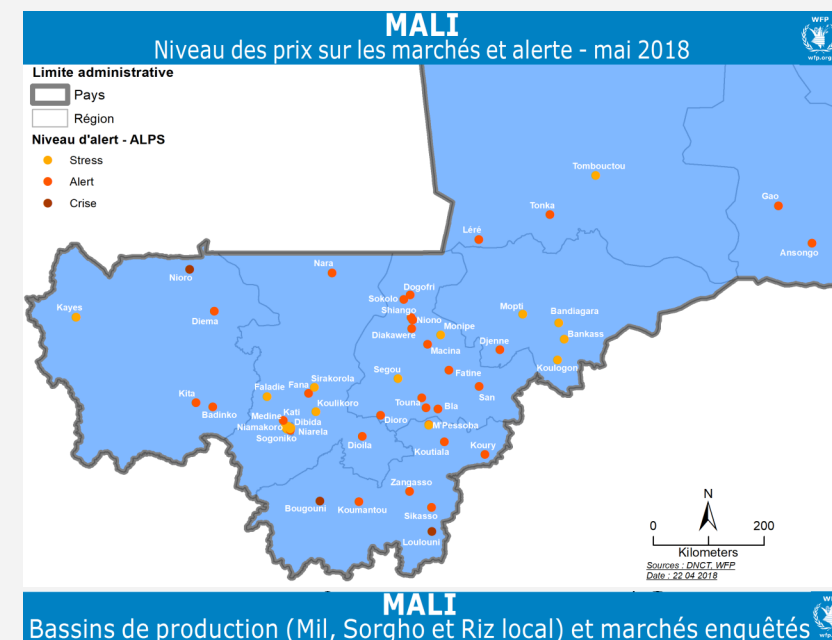 MALI
Niveau des prix sur les marchés et alerte - mai 2018
WFP
wfp.org
Limite administrative
Pays
Région
Niveau d'alert - ALPS
Stress
Alert
Crise
Tombouctou
Tonka
Gao
Léré
Ansongo
Nara
Nioro
Dogofri
Sokolo
Shiango
Niono
Kayes
Mopti
Bandiagara
Diema
Diakawere
Monipe
Bankass
Djenne
Macina
Koulogon
Segou
Fatine
Sirakorola
Faladie
Fana
San
Kita
Koulikoro
Touna
Bla
Badinko
Medine
Kati
Dioro
Niamakoro
Dibida
M'Pessoba
Sogoniko
Niarela
Dioila
Koutiala
Koury
Zangasso
Bougouni
Koumantou
Sikasso
Loulouni
N
0
200
Kilometers
Sources : DNCT, WFP
Date : 22 04 2018
MALI
Bassins de production (Mil, Sorgho et Riz local) et marchés enquêtés